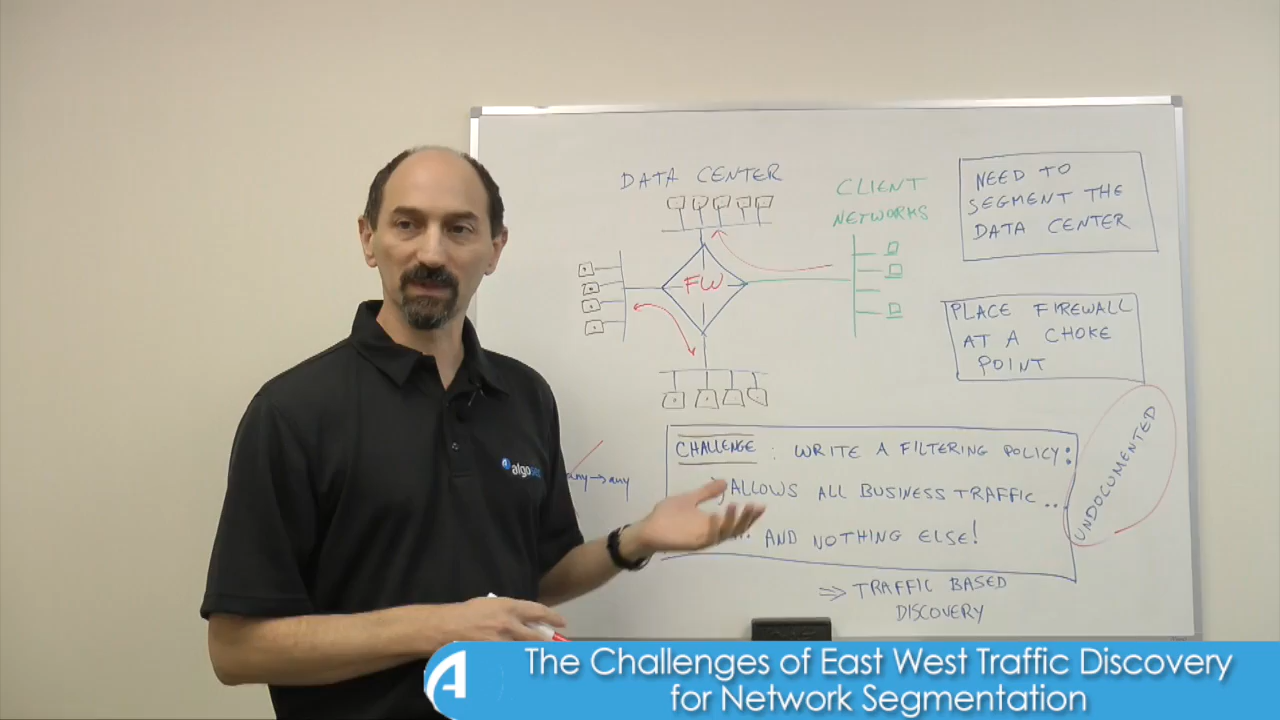 DATA CENTER
CLIENT
NETWORKS
FW
NEED TO
SEGMENT THE
DATA CENTER
PLACE FIREWALL
AT A CHOKE
POINT
CHALLENGE : WRITE A FILTERING POLICY:
ALLOWS ALL BUSINESS TRAFFIC ..
AND NOTHING ELSE!
UNDOCUMENTED
any → any
⇒ TRAFFIC BASED
DISCOVERY
The Challenges of East West Traffic Discovery
for Network Segmentation